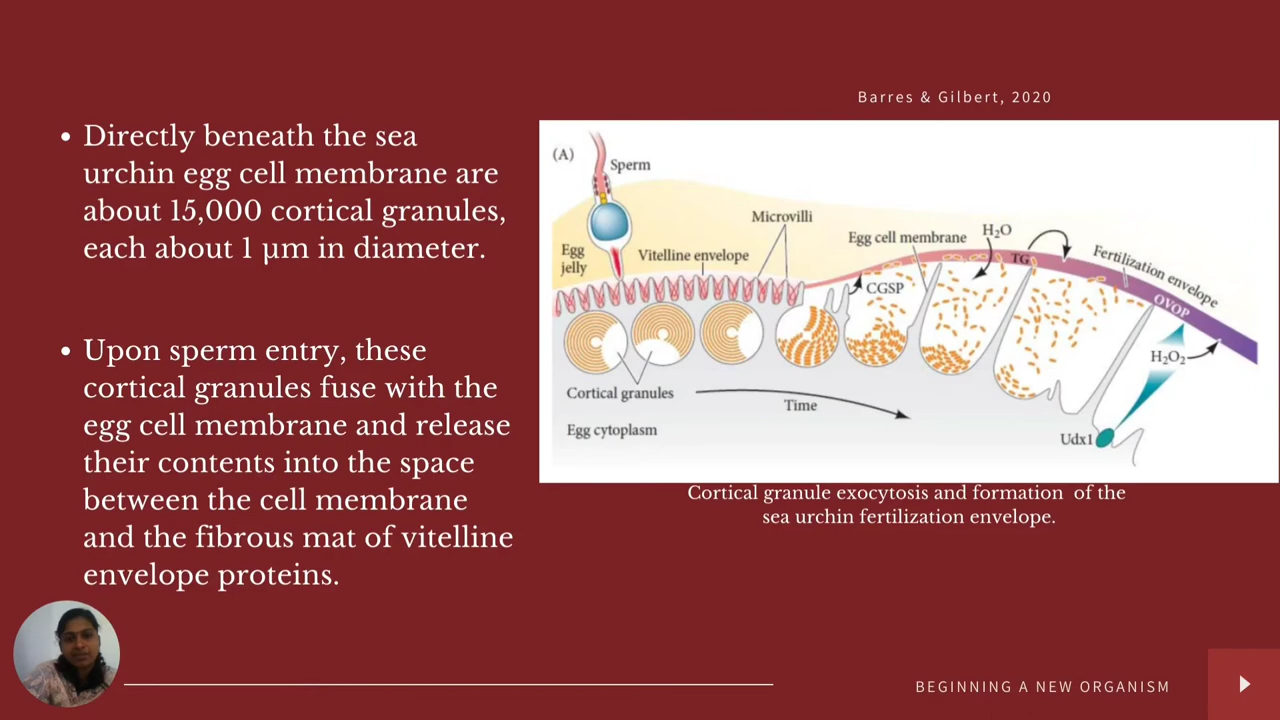 Barres & Gilbert, 2020
• Directly beneath the sea
urchin egg cell membrane are
about 15,000 cortical granules,
each about 1 µm in diameter.
• Upon sperm entry, these
cortical granules fuse with the
egg cell membrane and release
their contents into the space
between the cell membrane
and the fibrous mat of vitelline
envelope proteins.
(A)
Sperm
Egg
jelly
Vitelline envelope
Microvilli
Egg cell membrane
H₂O
CGSP
TG
Fertilization envelope
OVOP
H₂O₂
Udx1
Cortical granules
Time
Egg cytoplasm
Cortical granule exocytosis and formation of the
sea urchin fertilization envelope.
BEGINNING A NEW ORGANISM